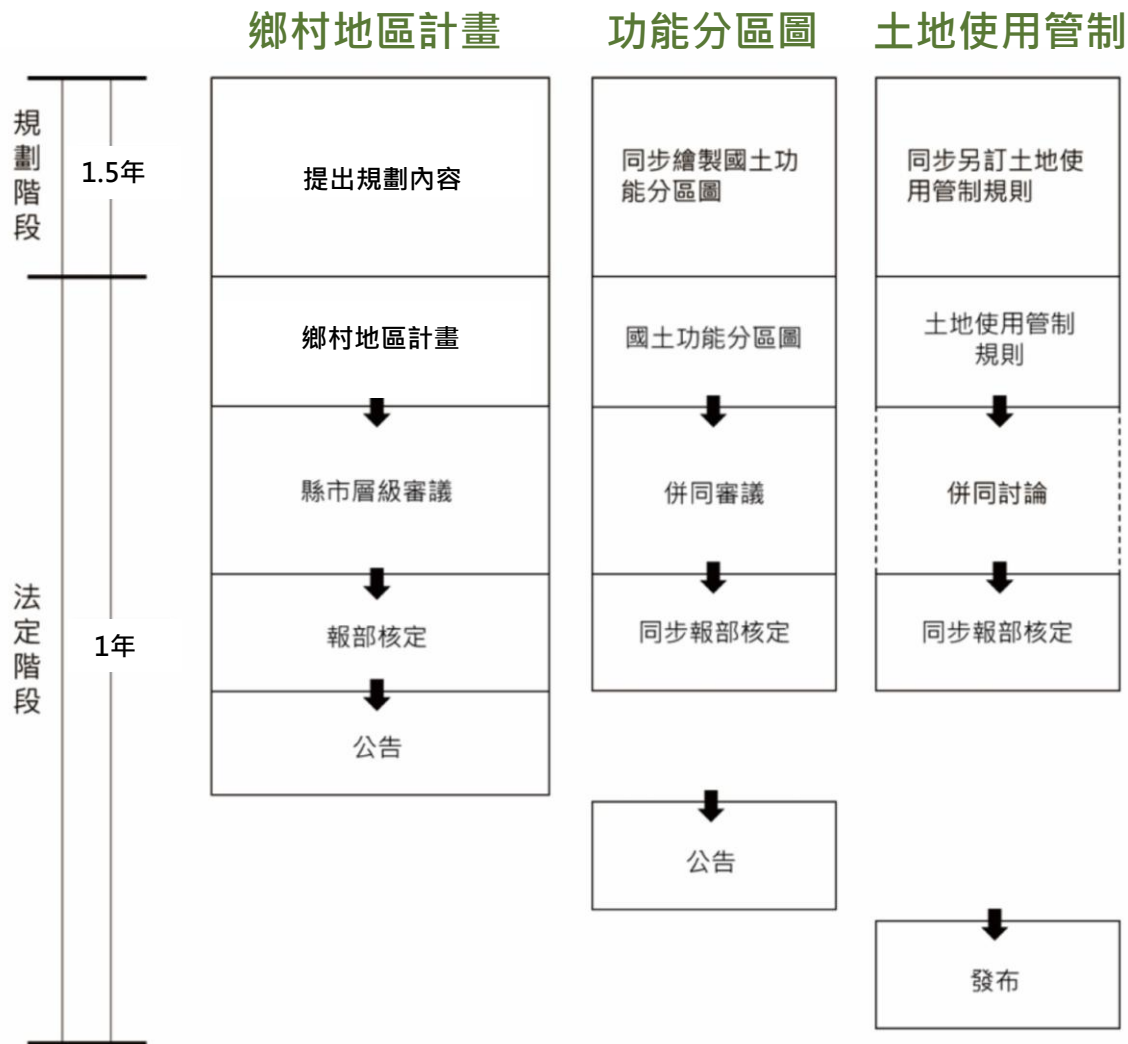 鄉村地區計畫
功能分區圖
土地使用管制
規劃階段
1.5年
提出規劃內容
同步繪製國土功
能分區圖
同步另訂土地使
用管制規則
鄉村地區計畫
國土功能分區圖
土地使用管制
規則
縣市層級審議
併同審議
併同討論
法定階段
1年
報部核定
同步報部核定
同步報部核定
公告
公告
發布